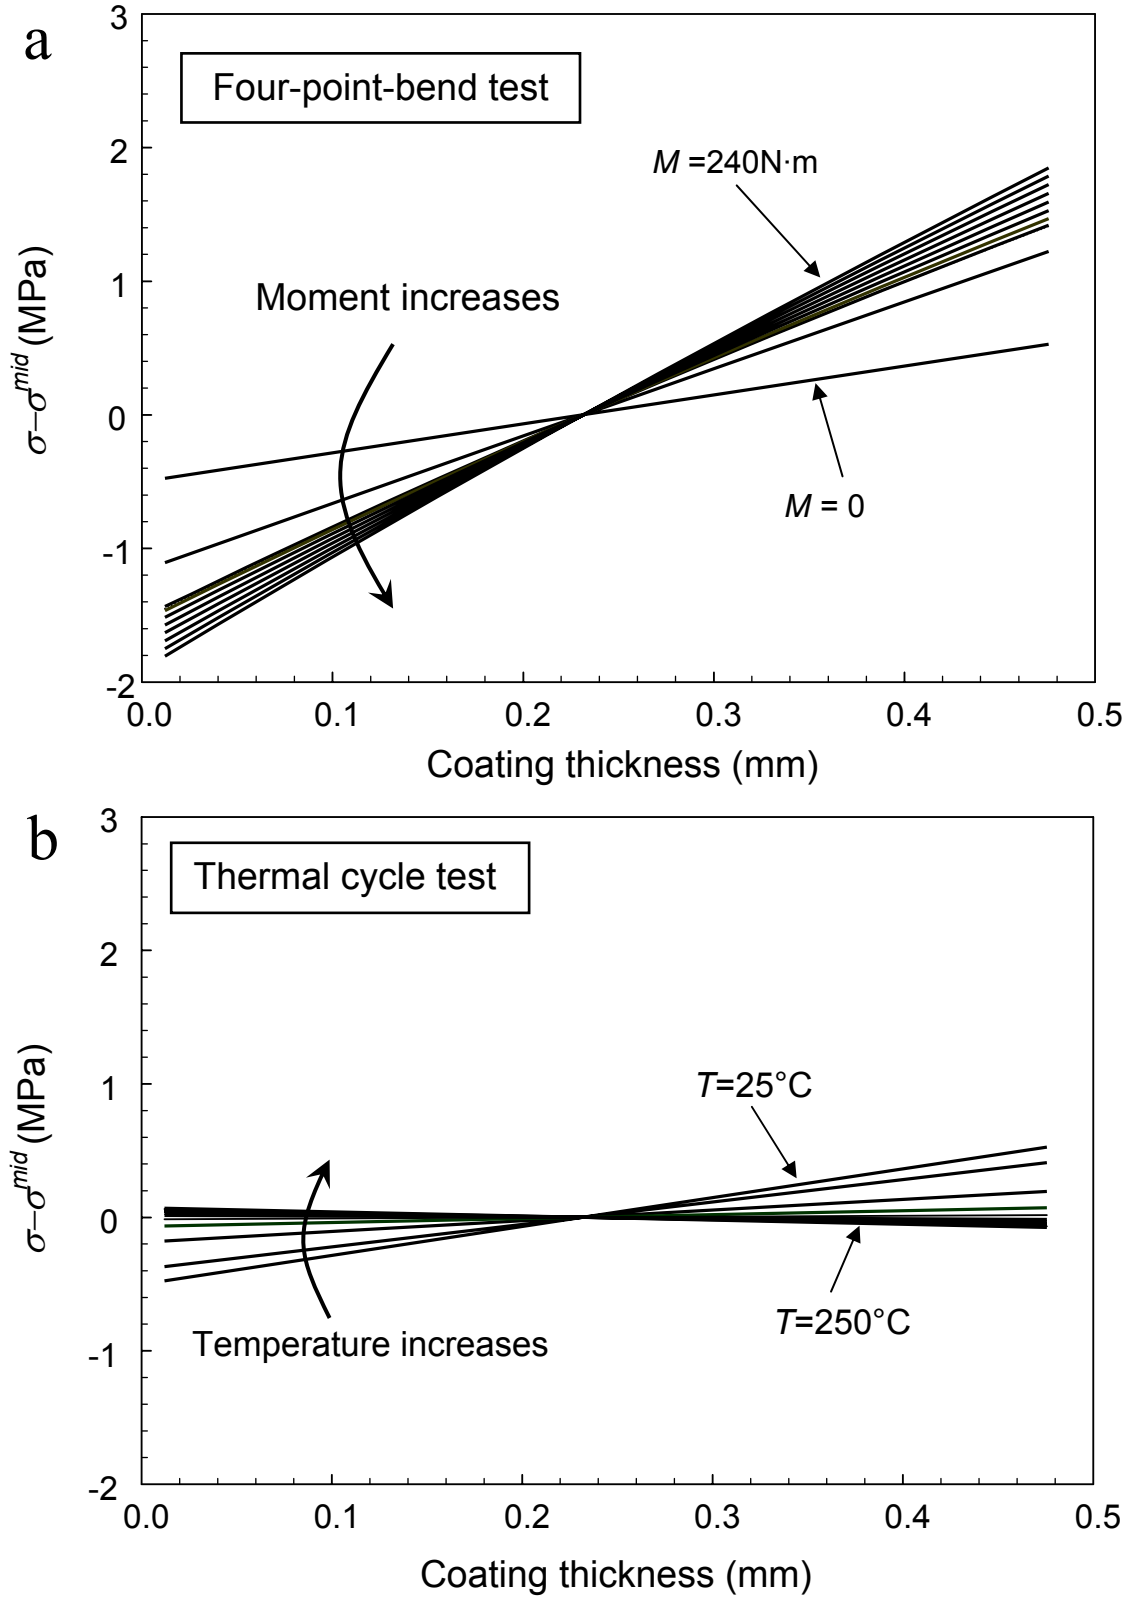 a
3
Four-point-bend test
2
M =240N·m
1
Moment increases
σ–σ^mid (MPa)
0
M = 0
-1
-2
0.0 0.1 0.2 0.3 0.4 0.5
Coating thickness (mm)
b
3
Thermal cycle test
2
1
T=25°C
σ–σ^mid (MPa)
0
T=250°C
Temperature increases
-1
-2
0.0 0.1 0.2 0.3 0.4 0.5
Coating thickness (mm)